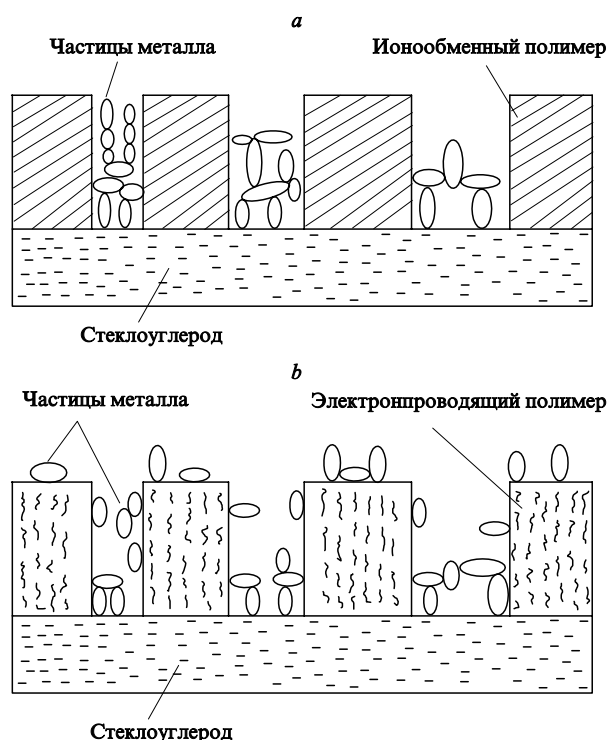 a
Частицы металла
Ионообменный полимер
Стеклоуглерод
b
Частицы металла
Электронпроводящий полимер
Стеклоуглерод